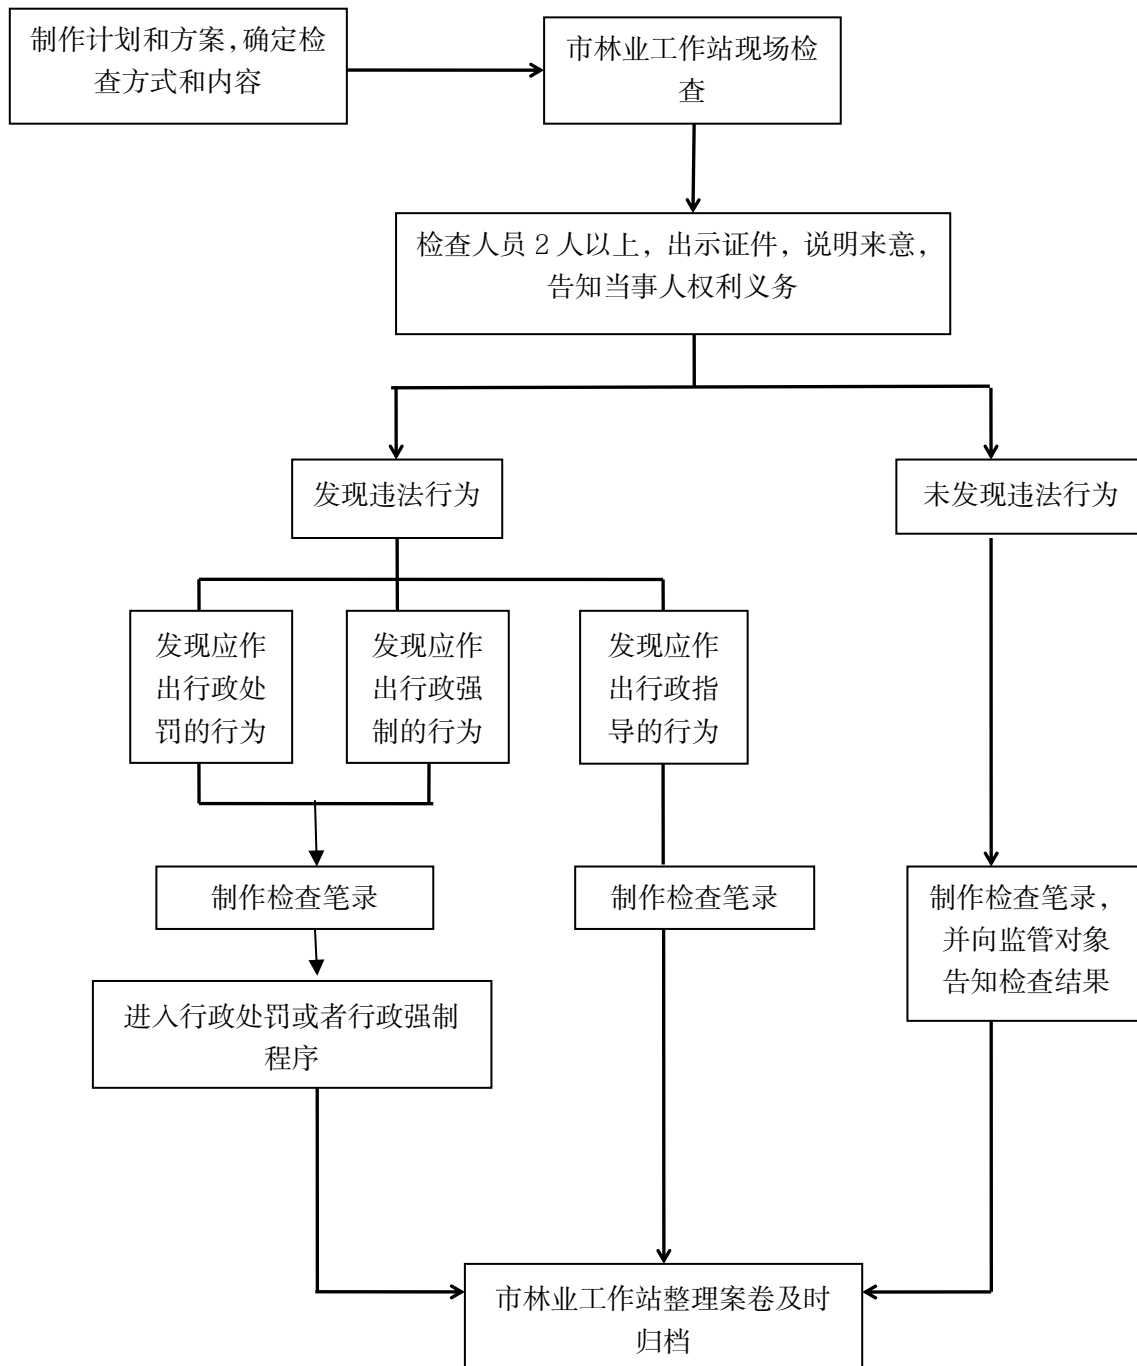 制作计划和方案,确定检
查方式和内容
市林业工作站现场检
查
检查人员 2 人以上，出示证件，说明来意，
告知当事人权利义务
发现违法行为
未发现违法行为
发现应作
出行政处
罚的行为
发现应作
出行政强
制的行为
发现应作
出行政指
导的行为
制作检查笔录
制作检查笔录
制作检查笔录，
并向监管对象
告知检查结果
进入行政处罚或者行政强制
程序
市林业工作站整理案卷及时
归档